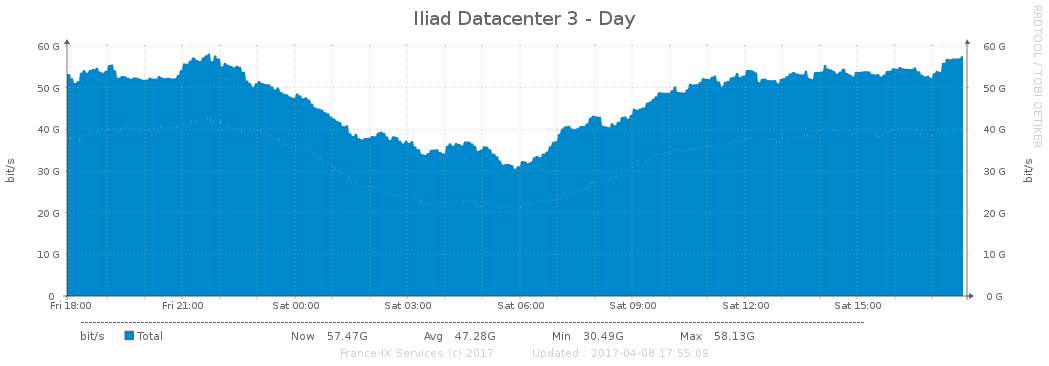 Iliad Datacenter 3 - Day
RRDTOOL / TOBI OETIKER
60 G 60 G
50 G 50 G
40 G 40 G
30 G 30 G
20 G 20 G
10 G 10 G
0 0 G
bit/s bit/s
Fri 18:00 Fri 21:00 Sat 00:00 Sat 03:00 Sat 06:00 Sat 09:00 Sat 12:00 Sat 15:00
bit/s Total Now 57.47G Avg 47.28G Min 30.49G Max 58.13G
France-IX Services (c) 2017 Updated : 2017-04-08 17:55:09